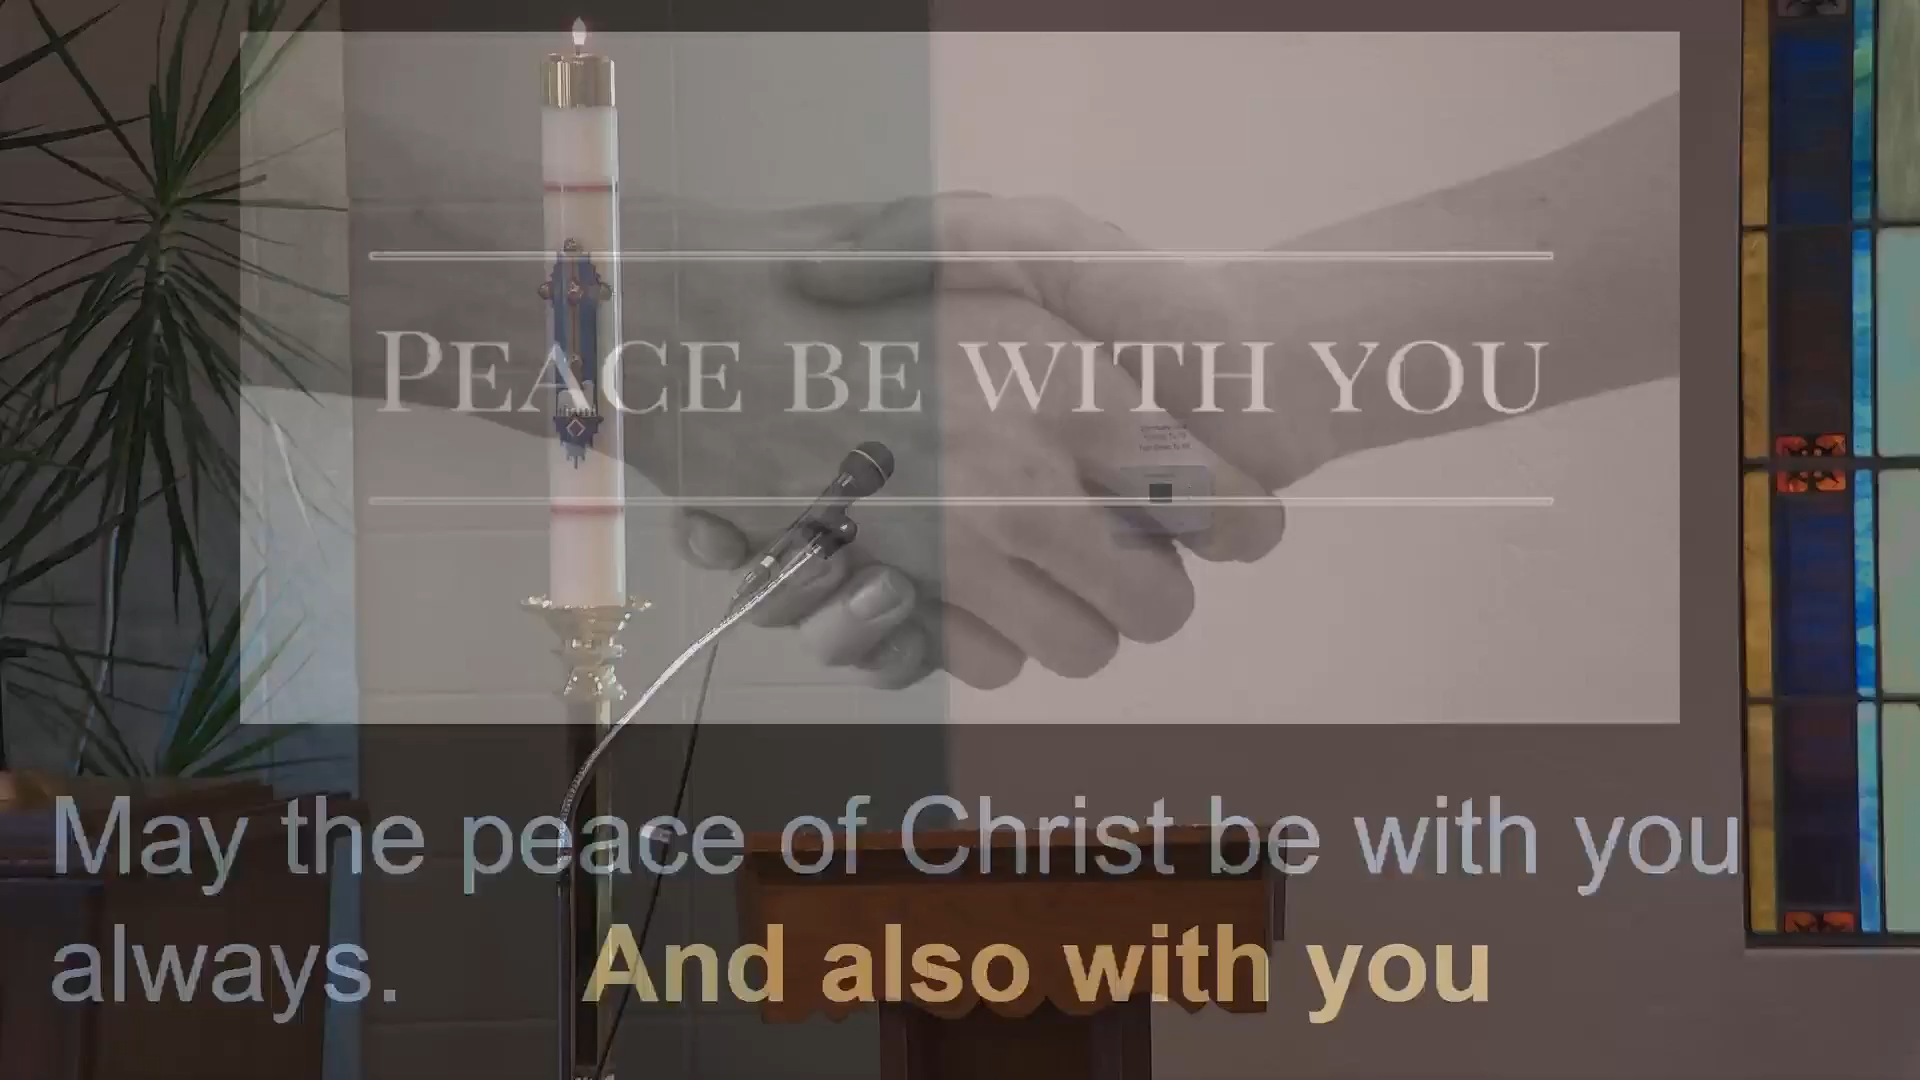 PEACE BE WITH YOU
May the peace of Christ be with you
always. And also with you